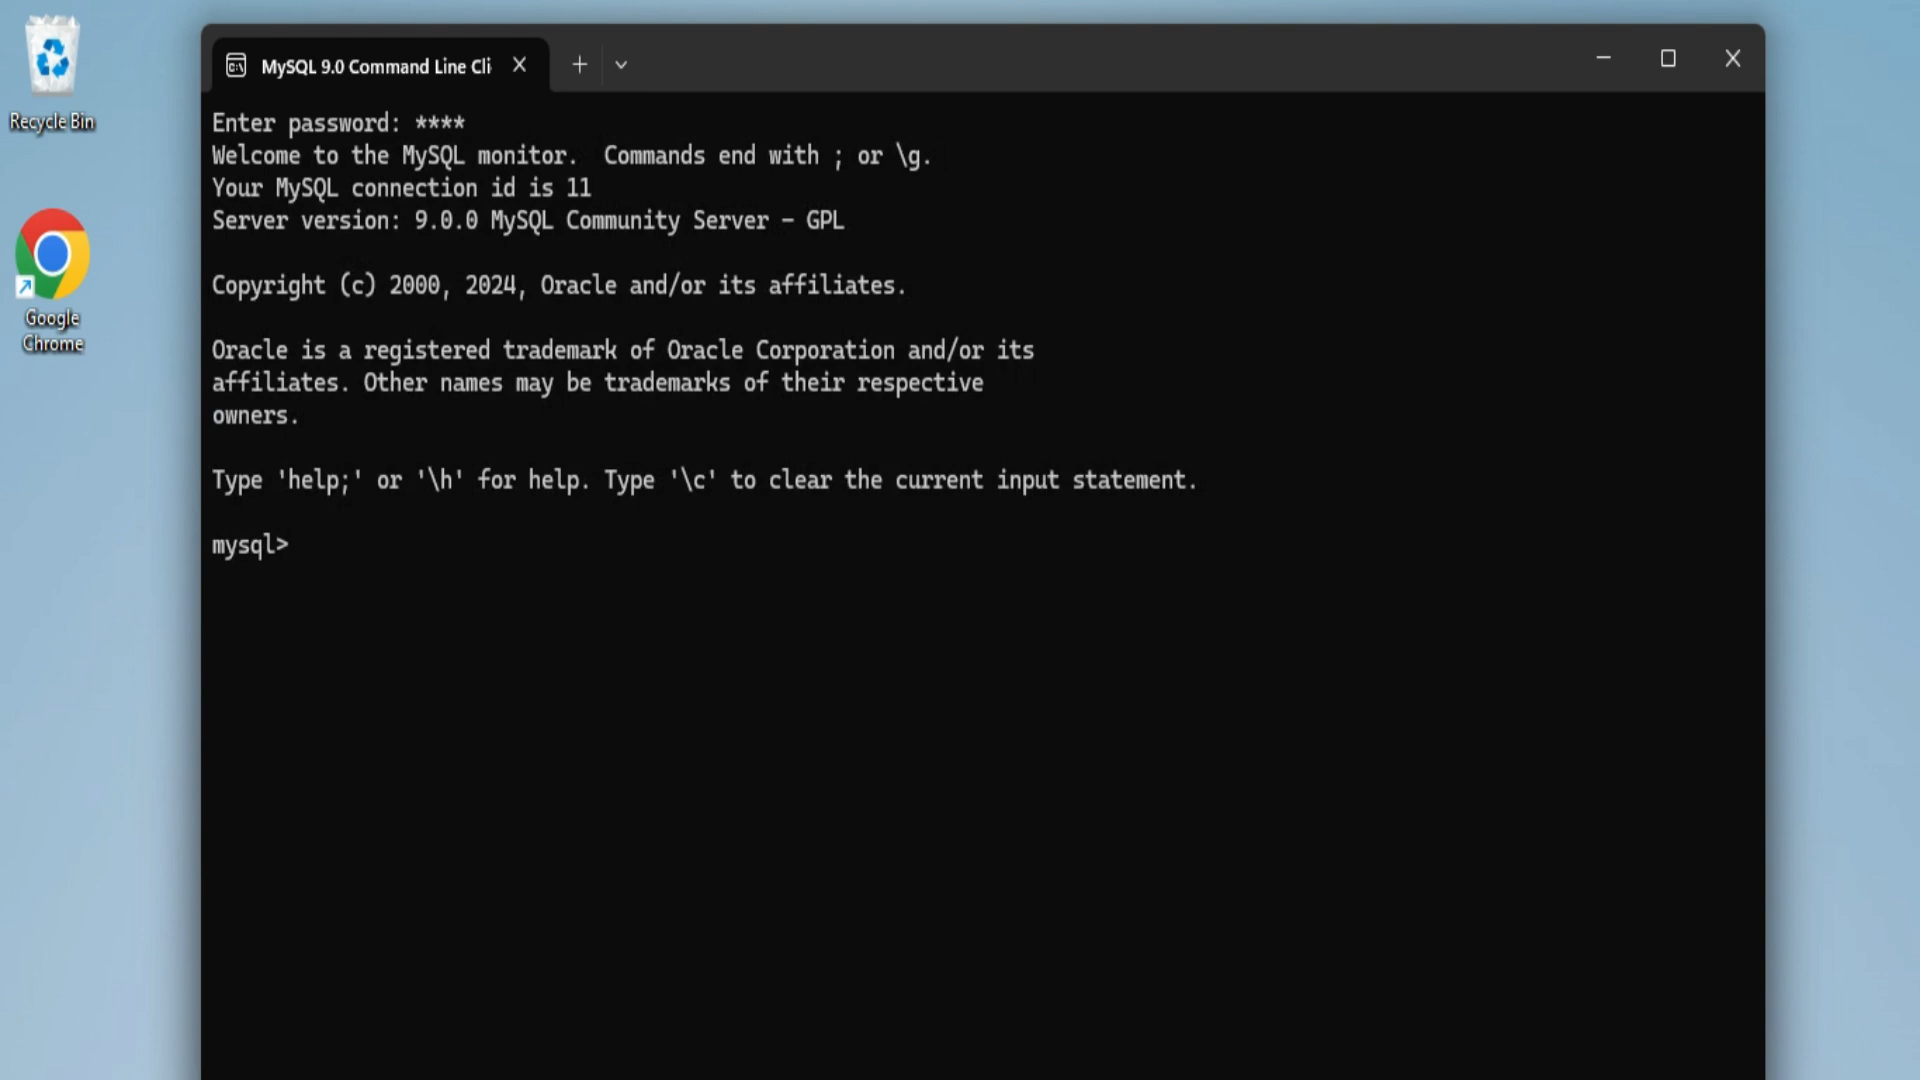 Recycle Bin
Google
Chrome
MySQL 9.0 Command Line Cli
Enter password: ****
Welcome to the MySQL monitor.  Commands end with ; or \g.
Your MySQL connection id is 11
Server version: 9.0.0 MySQL Community Server - GPL
Copyright (c) 2000, 2024, Oracle and/or its affiliates.
Oracle is a registered trademark of Oracle Corporation and/or its
affiliates. Other names may be trademarks of their respective
owners.
Type 'help;' or '\h' for help. Type '\c' to clear the current input statement.
mysql>